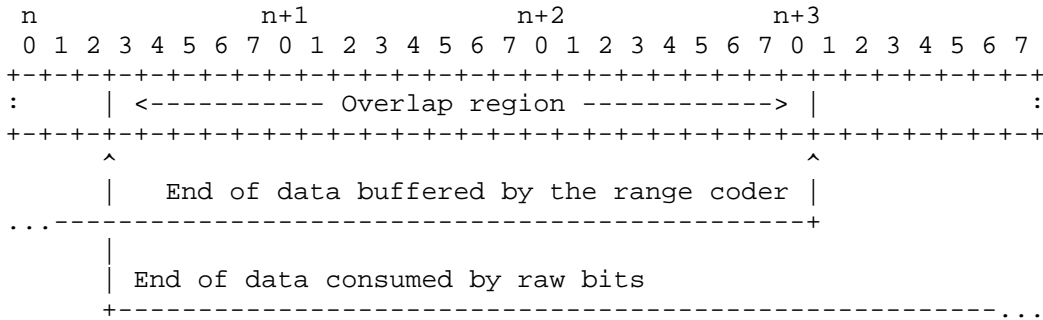 n               n+1             n+2             n+3
0 1 2 3 4 5 6 7 0 1 2 3 4 5 6 7 0 1 2 3 4 5 6 7 0 1 2 3 4 5 6 7
+-+-+-+-+-+-+-+-+-+-+-+-+-+-+-+-+-+-+-+-+-+-+-+-+-+-+-+-+-+-+-+-+
:     | <----------- Overlap region ------------> |             :
+-+-+-+-+-+-+-+-+-+-+-+-+-+-+-+-+-+-+-+-+-+-+-+-+-+-+-+-+-+-+-+-+
      ^                                           ^
      |   End of data buffered by the range coder |
...-----------------------------------------------+
      |
      | End of data consumed by raw bits
      +-------------------------------------------------------...